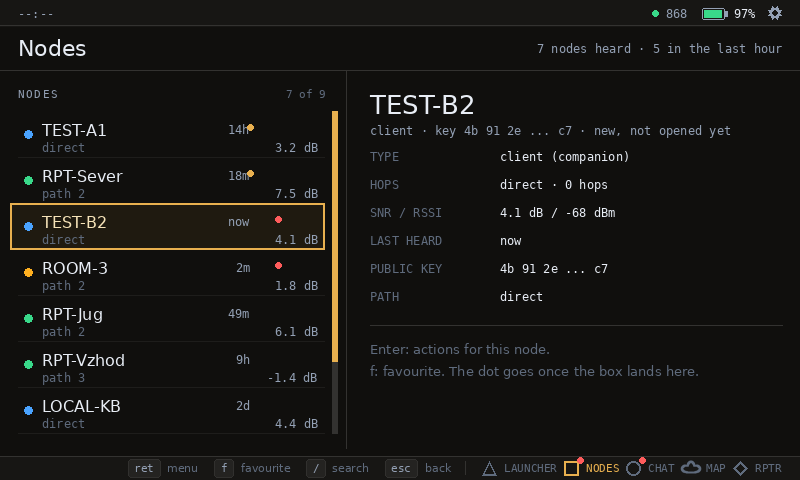 --:--
868 97%
Nodes
7 nodes heard · 5 in the last hour
NODES 7 of 9
TEST-A1 14h
direct 3.2 dB
RPT-Sever 18m
path 2 7.5 dB
TEST-B2 now
direct 4.1 dB
ROOM-3 2m
path 2 1.8 dB
RPT-Jug 49m
path 2 6.1 dB
RPT-Vzhod 9h
path 3 -1.4 dB
LOCAL-KB 2d
direct 4.4 dB
TEST-B2
client · key 4b 91 2e ... c7 · new, not opened yet
TYPE client (companion)
HOPS direct · 0 hops
SNR / RSSI 4.1 dB / -68 dBm
LAST HEARD now
PUBLIC KEY 4b 91 2e ... c7
PATH direct
Enter: actions for this node.
f: favourite. The dot goes once the box lands here.
ret menu f favourite / search esc back LAUNCHER NODES CHAT MAP RPTR